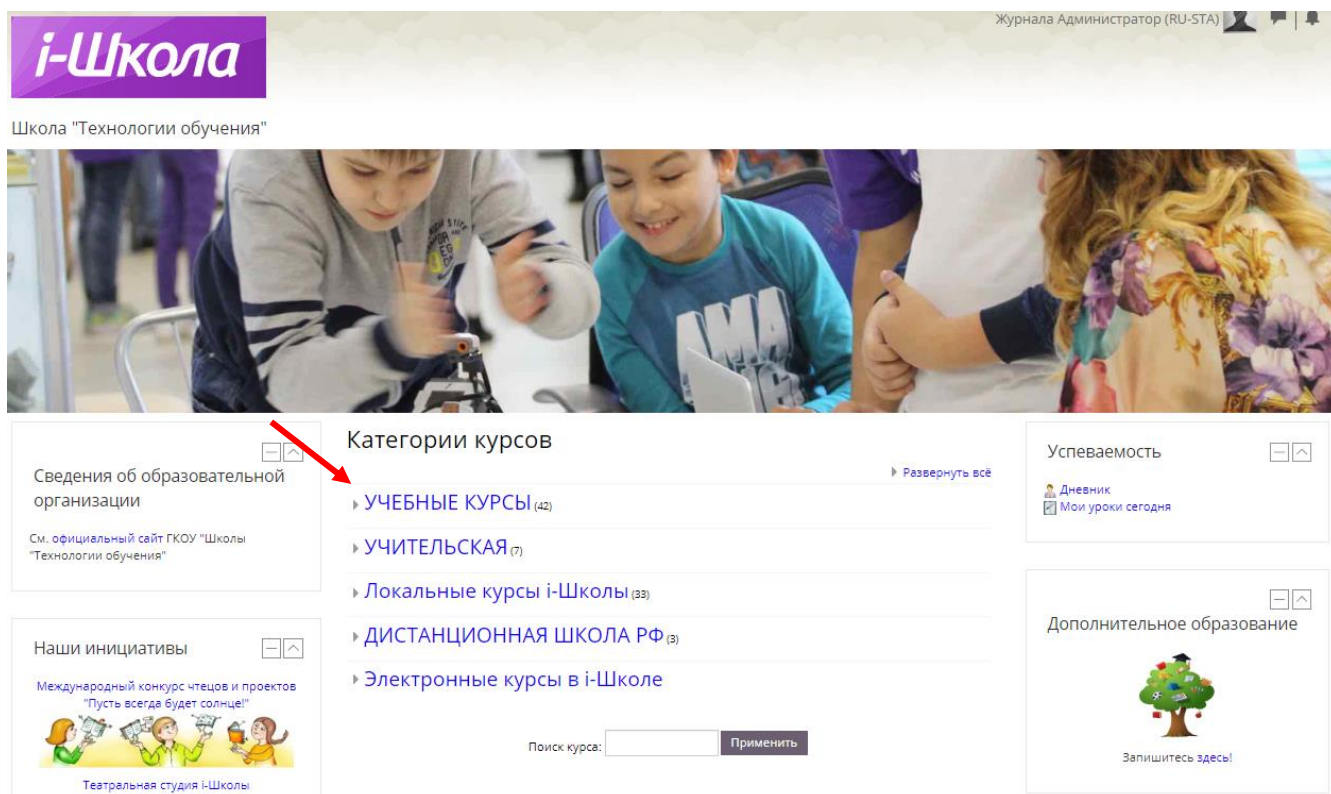 Журнала Администратор (RU-STA)
i-Школа
Школа "Технологии обучения"
Сведения об образовательной
организации
См. официальный сайт ГКОУ "Школы
"Технологии обучения"
Наши инициативы
Международный конкурс чтецов и проектов
"Пусть всегда будет солнце!"
Театральная студия i-Школы
Категории курсов
Развернуть всё
УЧЕБНЫЕ КУРСЫ (42)
УЧИТЕЛЬСКАЯ (7)
Локальные курсы i-Школы (33)
ДИСТАНЦИОННАЯ ШКОЛА РФ (3)
Электронные курсы в i-Школе
Поиск курса:
Применить
Успеваемость
Дневник
Мои уроки сегодня
Дополнительное образование
Запишитесь здесь!